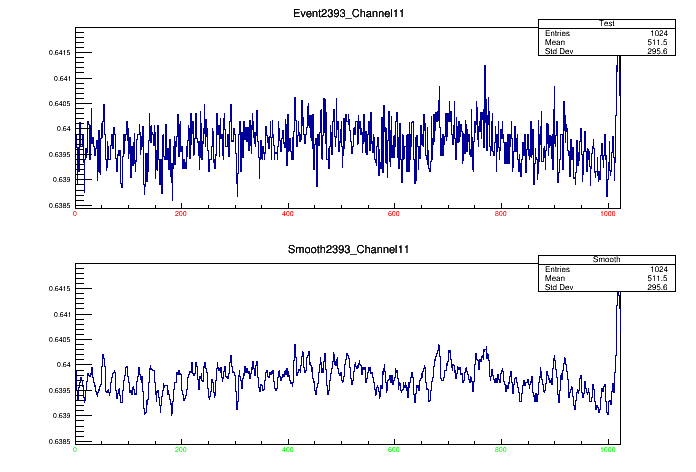 Event2393_Channel11
Test
Entries 1024
Mean 511.5
Std Dev 295.6
0.6415
0.641
0.6405
0.64
0.6395
0.639
0.6385
0 200 400 600 800 1000
Smooth2393_Channel11
Smooth
Entries 1024
Mean 511.5
Std Dev 295.6
0.6415
0.641
0.6405
0.64
0.6395
0.639
0.6385
0 200 400 600 800 1000